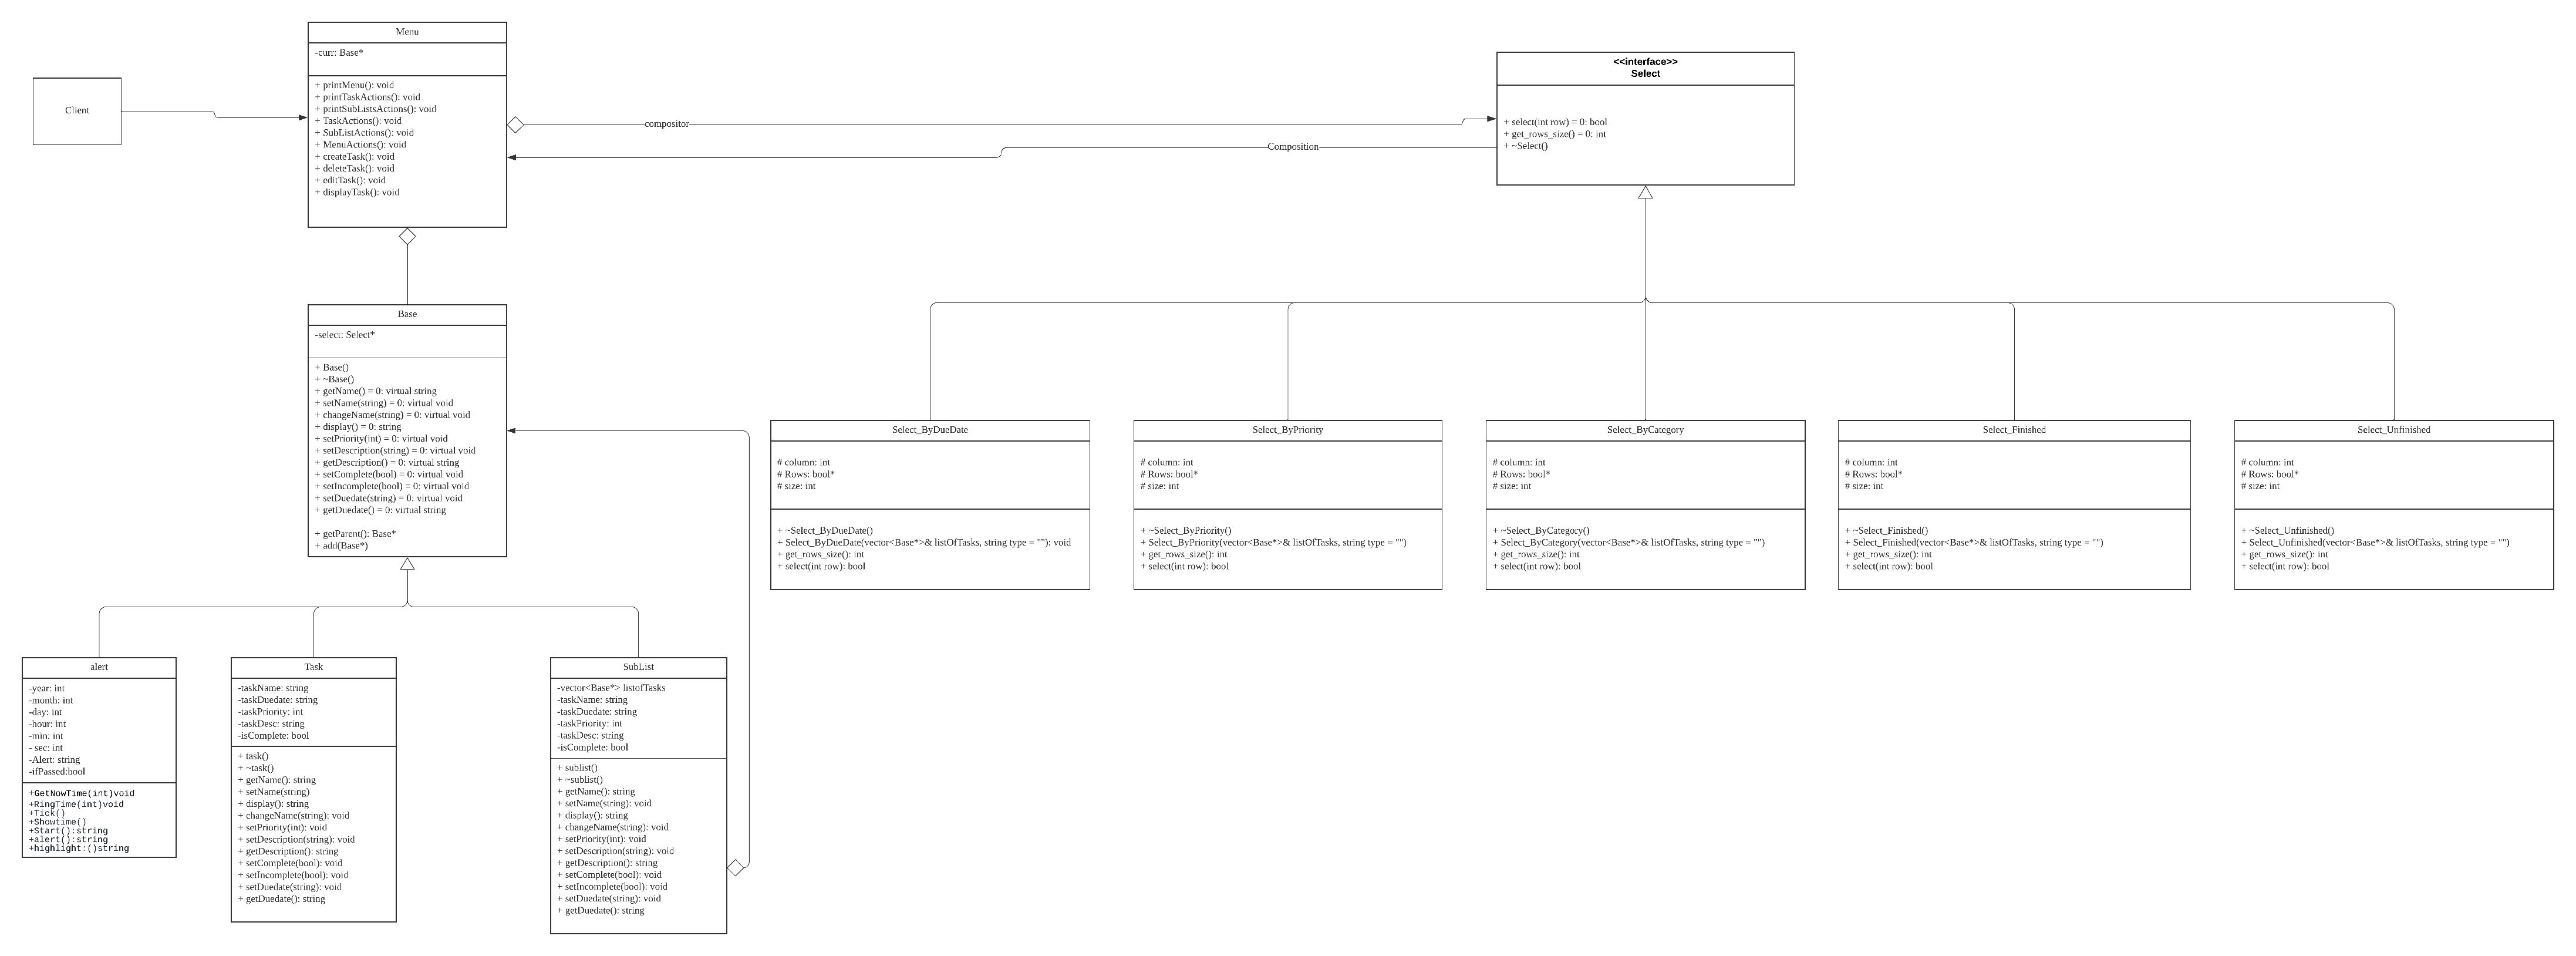 Client
Menu
-curr: Base*
+ printMenu(): void
+ printTaskActions(): void
+ printSubListsActions(): void
+ TaskActions(): void
+ SubListActions(): void
+ MenuActions(): void
+ createTask(): void
+ deleteTask(): void
+ editTask(): void
+ displayTask(): void
compositor
Composition
<<interface>>
Select
+ select(int row) = 0: bool
+ get_rows_size() = 0: int
+ ~Select()
Base
-select: Select*
+ Base()
+ ~Base()
+ getName() = 0: virtual string
+ setName(string) = 0: virtual void
+ changeName(string) = 0: virtual void
+ display() = 0: string
+ setPriority(int) = 0: virtual void
+ setDescription(string) = 0: virtual void
+ getDescription() = 0: virtual string
+ setComplete(bool) = 0: virtual void
+ setIncomplete(bool) = 0: virtual void
+ setDuedate(string) = 0: virtual void
+ getDuedate() = 0: virtual string
+ getParent(): Base*
+ add(Base*)
Select_ByDueDate
# column: int
# Rows: bool*
# size: int
+ ~Select_ByDueDate()
+ Select_ByDueDate(vector<Base*>& listOfTasks, string type = ""): void
+ get_rows_size(): int
+ select(int row): bool
Select_ByPriority
# column: int
# Rows: bool*
# size: int
+ ~Select_ByPriority()
+ Select_ByPriority(vector<Base*>& listOfTasks, string type = "")
+ get_rows_size(): int
+ select(int row): bool
Select_ByCategory
# column: int
# Rows: bool*
# size: int
+ ~Select_ByCategory()
+ Select_ByCategory(vector<Base*>& listOfTasks, string type = "")
+ get_rows_size(): int
+ select(int row): bool
Select_Finished
# column: int
# Rows: bool*
# size: int
+ ~Select_Finished()
+ Select_Finished(vector<Base*>& listOfTasks, string type = "")
+ get_rows_size(): int
+ select(int row): bool
Select_Unfinished
# column: int
# Rows: bool*
# size: int
+ ~Select_Unfinished()
+ Select_Unfinished(vector<Base*>& listOfTasks, string type = "")
+ get_rows_size(): int
+ select(int row): bool
alert
-year: int
-month: int
-day: int
-hour: int
-min: int
- sec: int
-Alert: string
-ifPassed:bool
+GetNowTime(int)void
+RingTime(int)void
+Tick()
+Showtime()
+Start():string
+alert():string
+highlight:()string
Task
-taskName: string
-taskDuedate: string
-taskPriority: int
-taskDesc: string
-isComplete: bool
+ task()
+ ~task()
+ getName(): string
+ setName(string)
+ display(): string
+ changeName(string): void
+ setPriority(int): void
+ setDescription(string): void
+ getDescription(): string
+ setComplete(bool): void
+ setIncomplete(bool): void
+ setDuedate(string): void
+ getDuedate(): string
SubList
-vector<Base*> listofTasks
-taskName: string
-taskDuedate: string
-taskPriority: int
-taskDesc: string
-isComplete: bool
+ sublist()
+ ~sublist()
+ getName(): string
+ setName(string): void
+ display(): string
+ changeName(string): void
+ setPriority(int): void
+ setDescription(string): void
+ getDescription(): string
+ setComplete(bool): void
+ setIncomplete(bool): void
+ setDuedate(string): void
+ getDuedate(): string